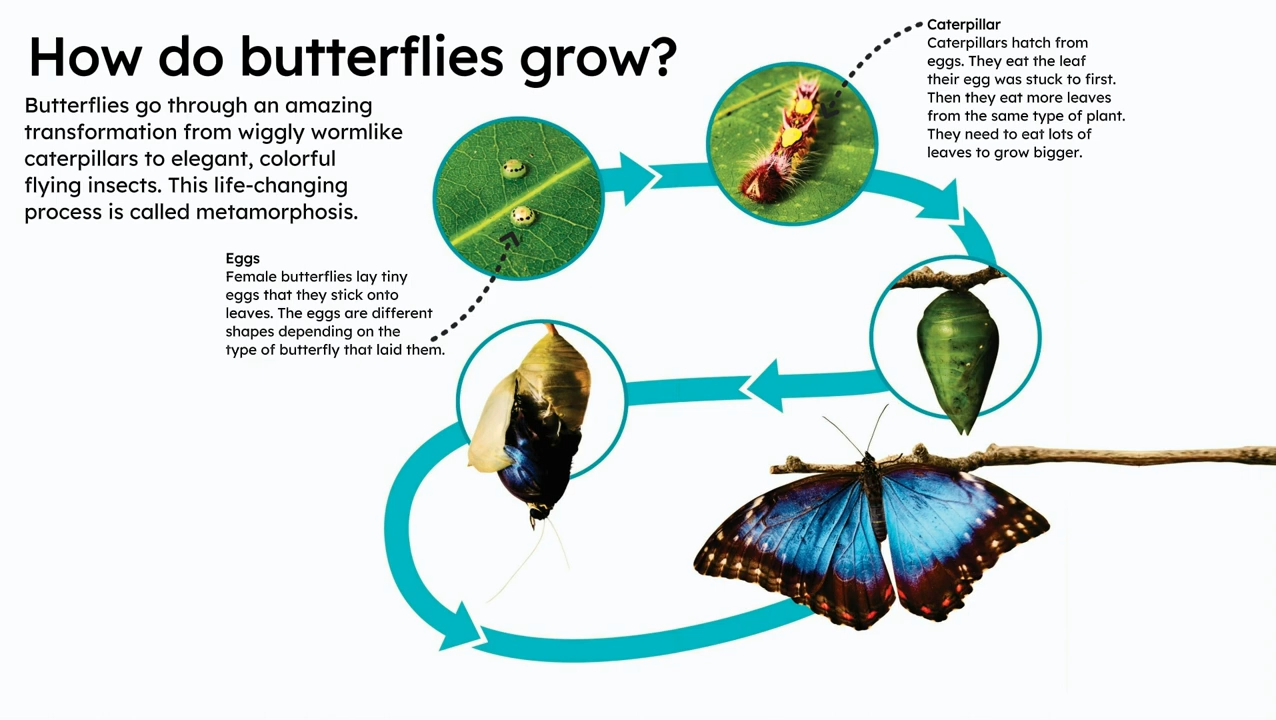 How do butterflies grow?
Butterflies go through an amazing
transformation from wiggly wormlike
caterpillars to elegant, colorful
flying insects. This life-changing
process is called metamorphosis.
Eggs
Female butterflies lay tiny
eggs that they stick onto
leaves. The eggs are different
shapes depending on the
type of butterfly that laid them.
Caterpillar
Caterpillars hatch from
eggs. They eat the leaf
their egg was stuck to first.
Then they eat more leaves
from the same type of plant.
They need to eat lots of
leaves to grow bigger.